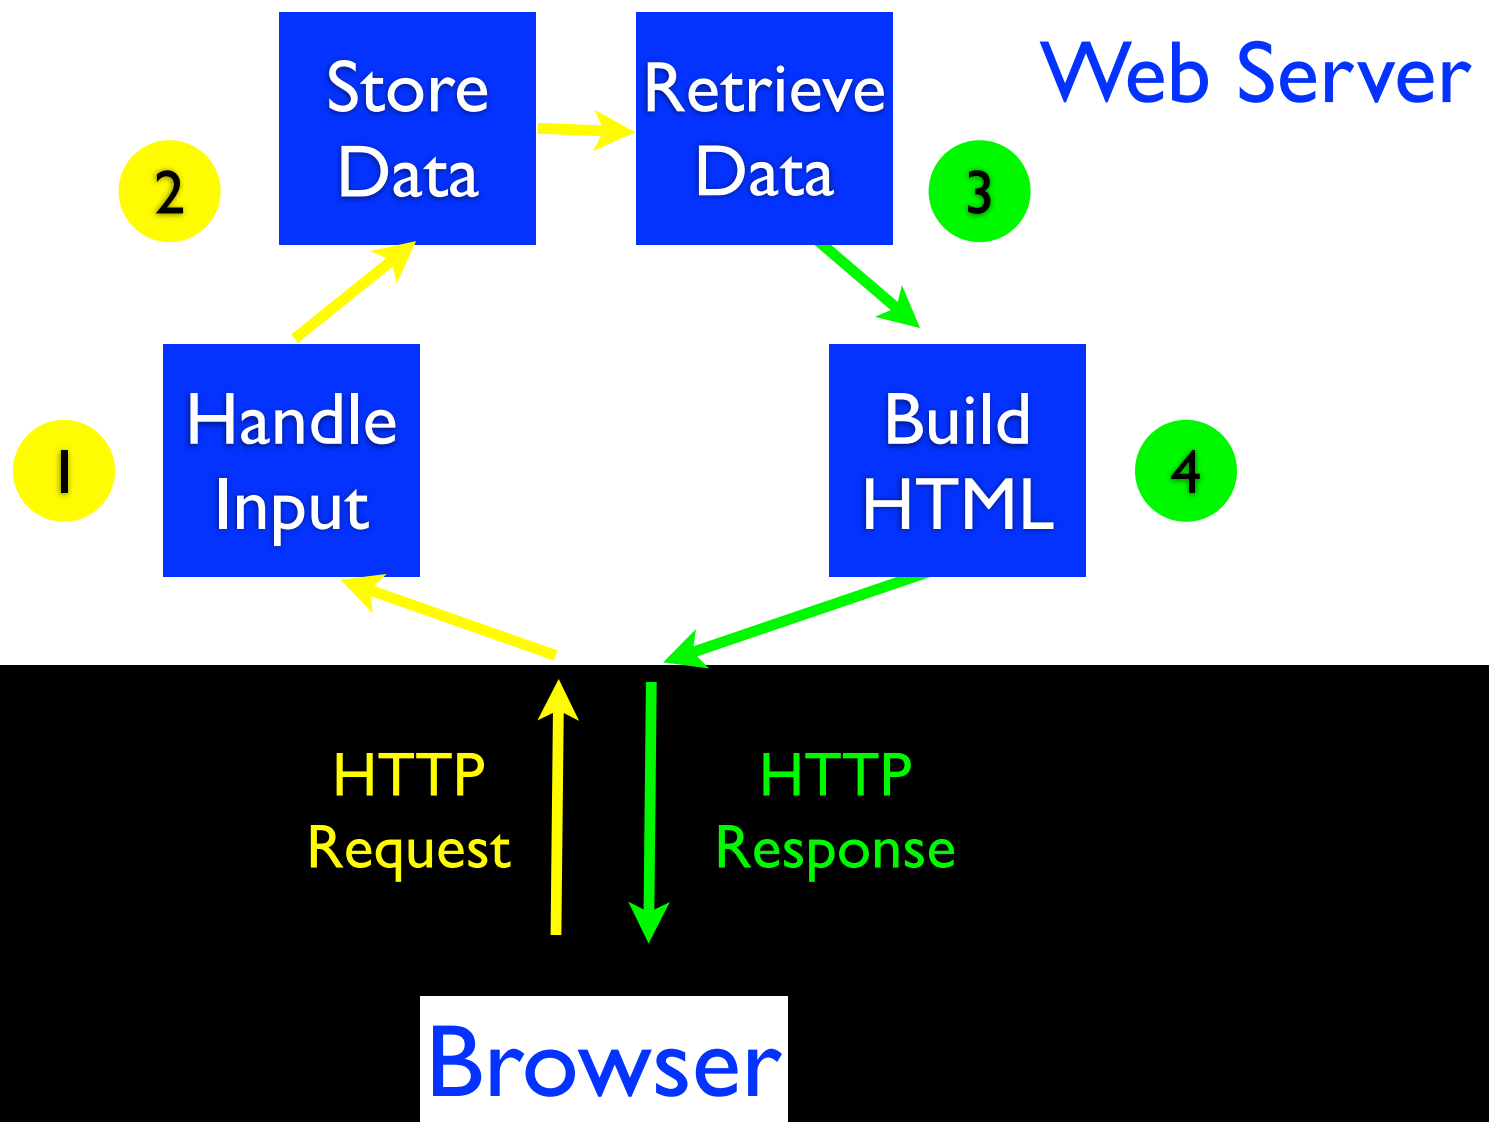 Web Server
Store
Data
Retrieve
Data
2
3
Handle
Input
Build
HTML
1
4
HTTP
Request
HTTP
Response
Browser